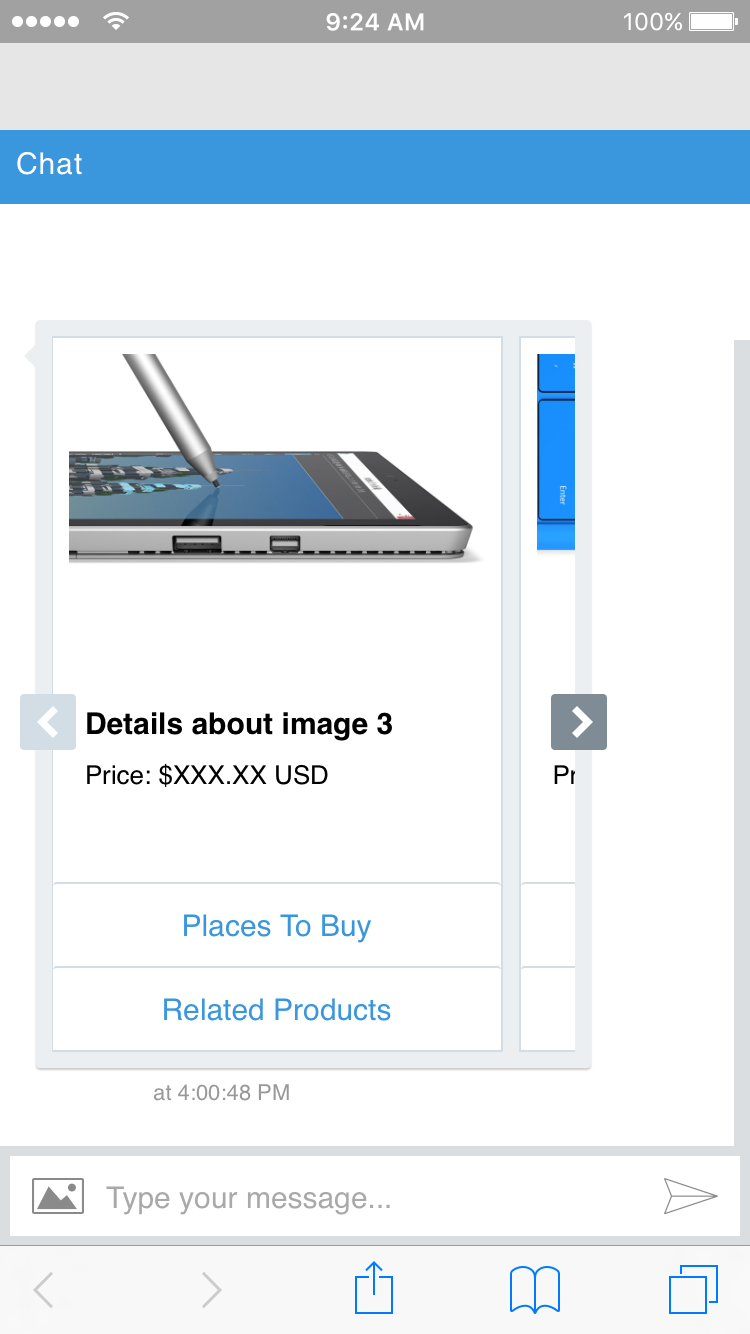 9:24 AM
100%
Chat
Enter
Details about image 3
Price: $XXX.XX USD
Pr
Places To Buy
Related Products
at 4:00:48 PM
Type your message...